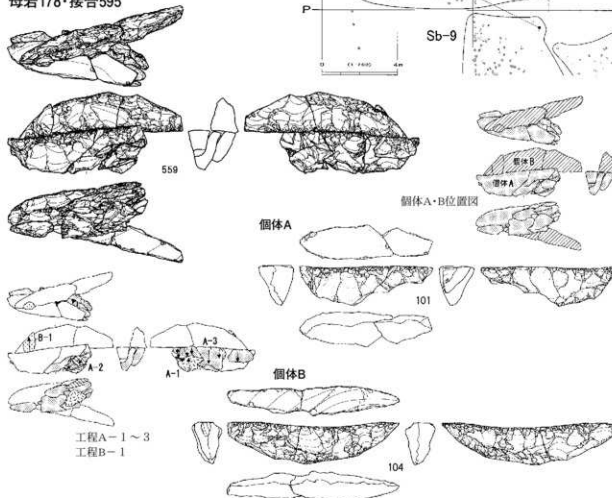 母岩178・接合595
P
Sb-9
559
個体B
個体A
個体A・B位置図
個体A
101
B-1
A-2
A-1
A-3
工程A-1～3
工程B-1
個体B
104